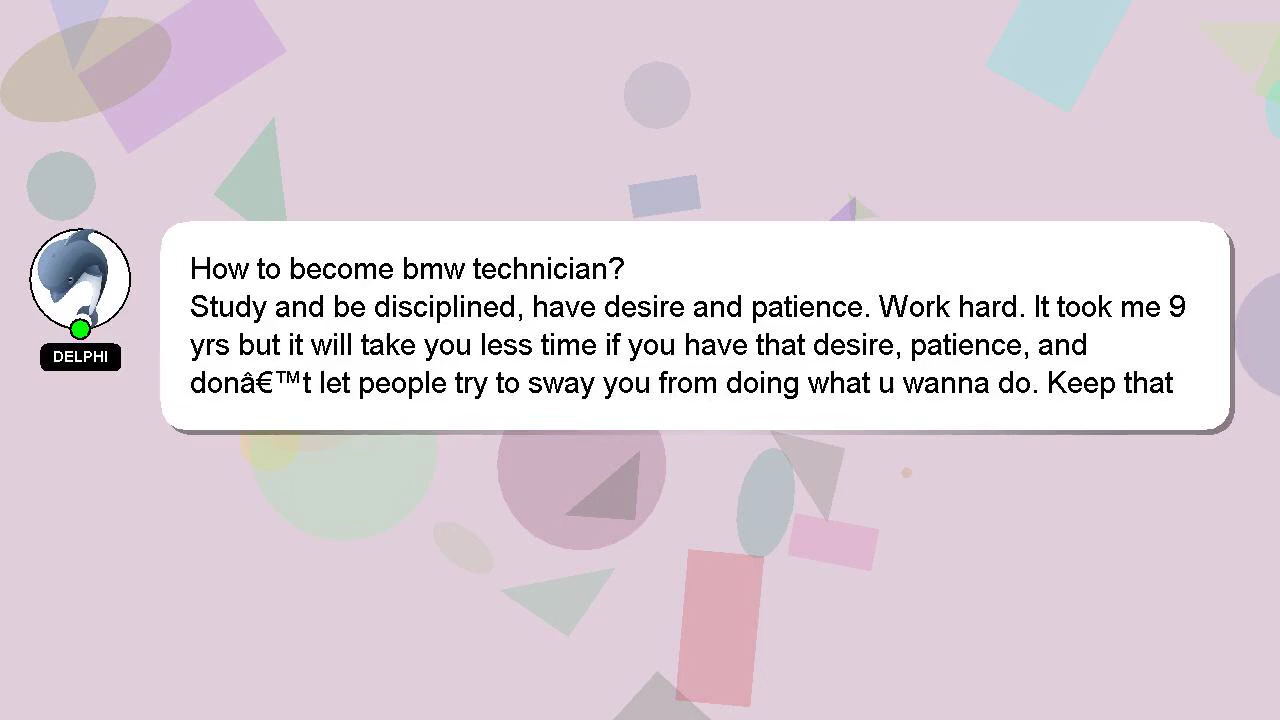 How to become bmw technician?
Study and be disciplined, have desire and patience. Work hard. It took me 9
yrs but it will take you less time if you have that desire, patience, and
donâ€™t let people try to sway you from doing what u wanna do. Keep that
DELPHI